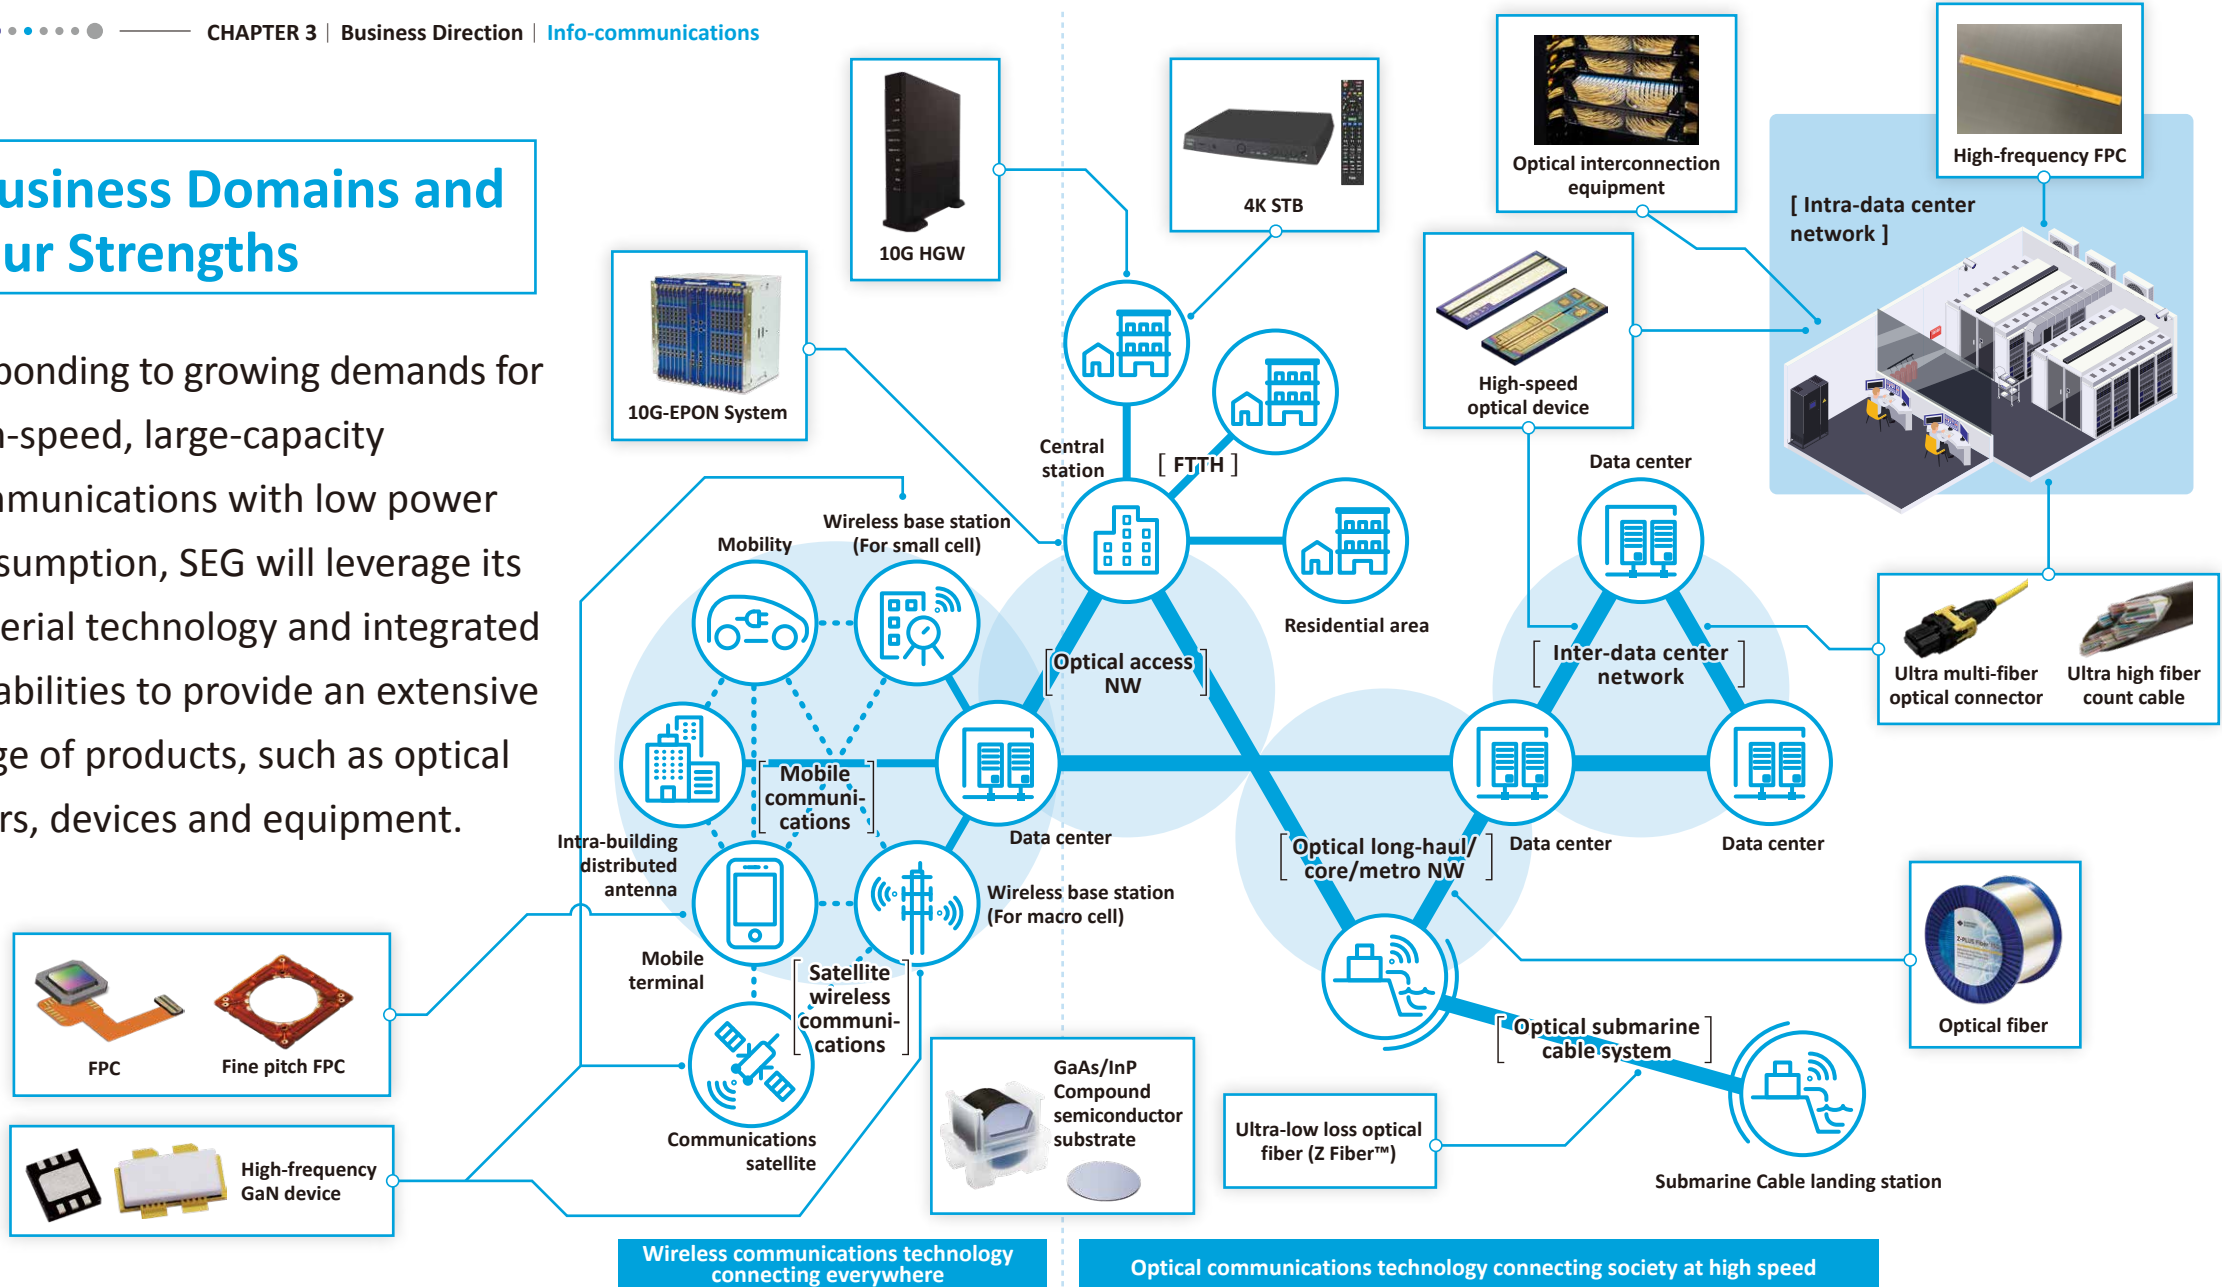 CHAPTER 3 | Business Direction | Info-communications
usiness Domains and
ur Strengths
ponding to growing demands for
-speed, large-capacity
munications with low power
sumption, SEG will leverage its
erial technology and integrated
abilities to provide an extensive
ge of products, such as optical
rs, devices and equipment.
10G HGW
4K STB
Optical interconnection
equipment
High-frequency FPC
[ Intra-data center
network ]
10G-EPON System
High-speed
optical device
Central
station
[ FTTH ]
Data center
Wireless base station
(For small cell)
Mobility
Residential area
[Optical access
NW]
[Inter-data center
network]
Ultra multi-fiber
optical connector
Ultra high fiber
count cable
[Mobile
communi-
cations]
Data center
Intra-building
distributed
antenna
[Optical long-haul/
core/metro NW]
Data center
Data center
Wireless base station
(For macro cell)
Mobile
terminal
[Satellite
wireless
communi-
cations]
Z-PLUS Fiber
Optical fiber
[Optical submarine
cable system]
FPC
Fine pitch FPC
GaAs/InP
Compound
semiconductor
substrate
Ultra-low loss optical
fiber (Z Fiber™)
Communications
satellite
High-frequency
GaN device
Submarine Cable landing station
Wireless communications technology
connecting everywhere
Optical communications technology connecting society at high speed